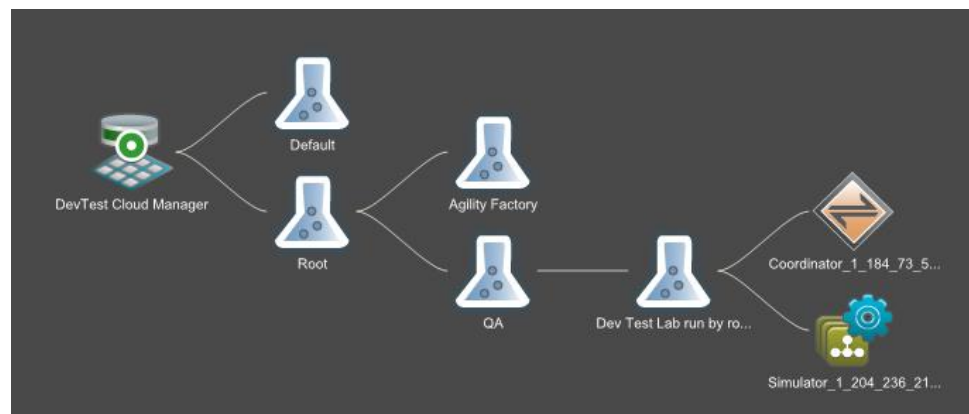 Default
DevTest Cloud Manager
Agility Factory
Root
Coordinator_1_184_73_5...
QA
Dev Test Lab run by ro...
Simulator_1_204_236_21...